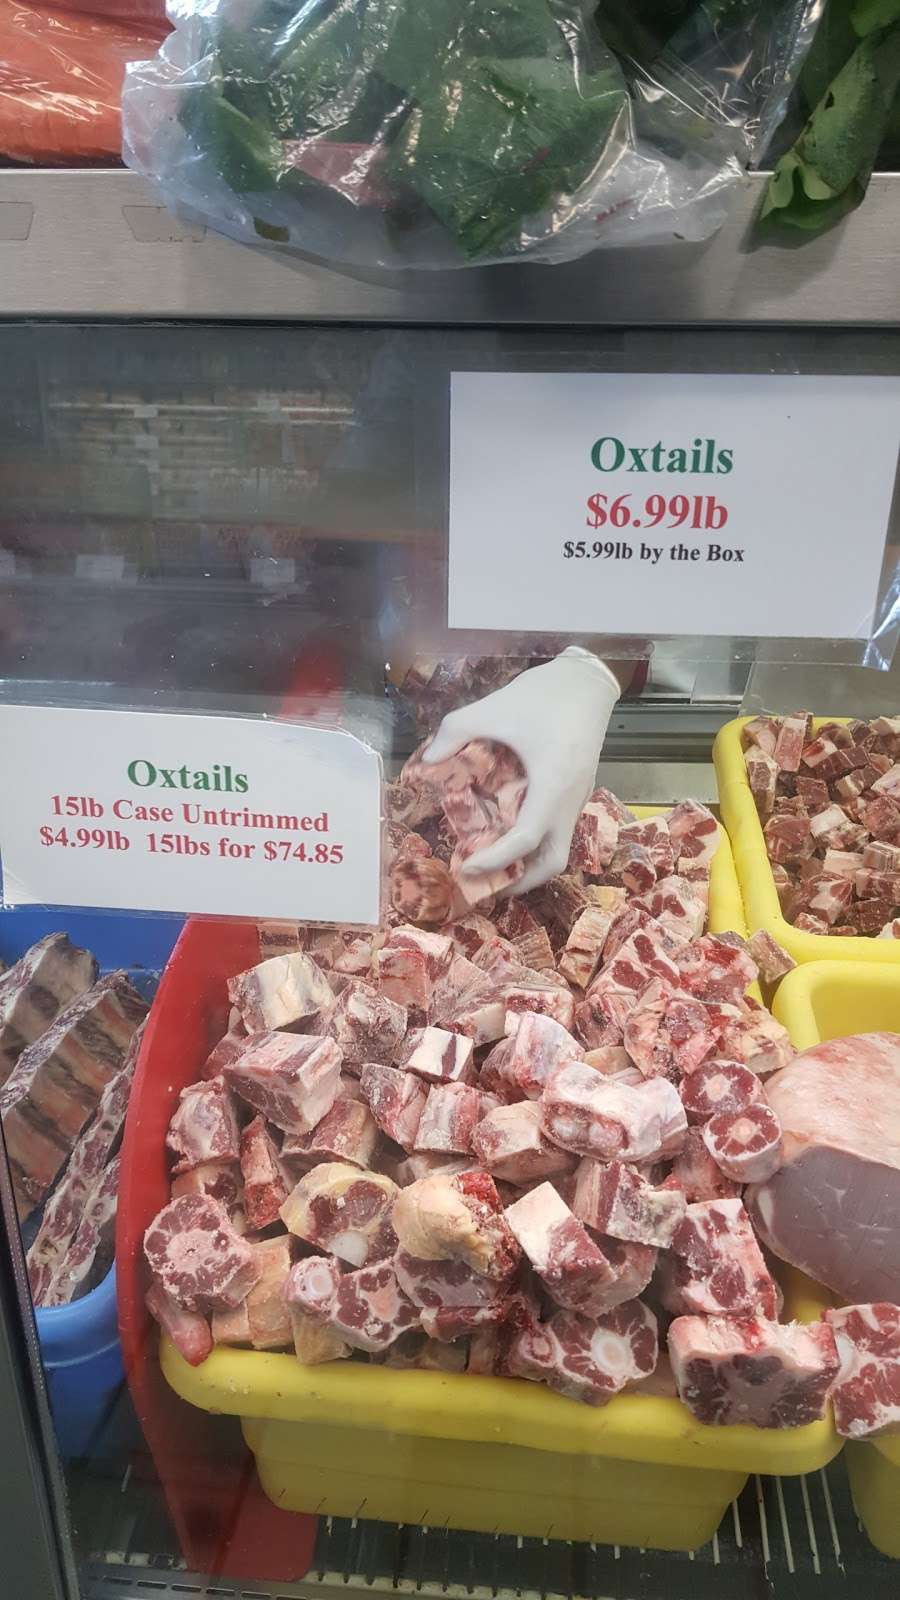 Oxtails
$6.99lb
$5.99lb by the Box
Oxtails
15lb Case Untrimmed
$4.99lb 15lbs for $74.85